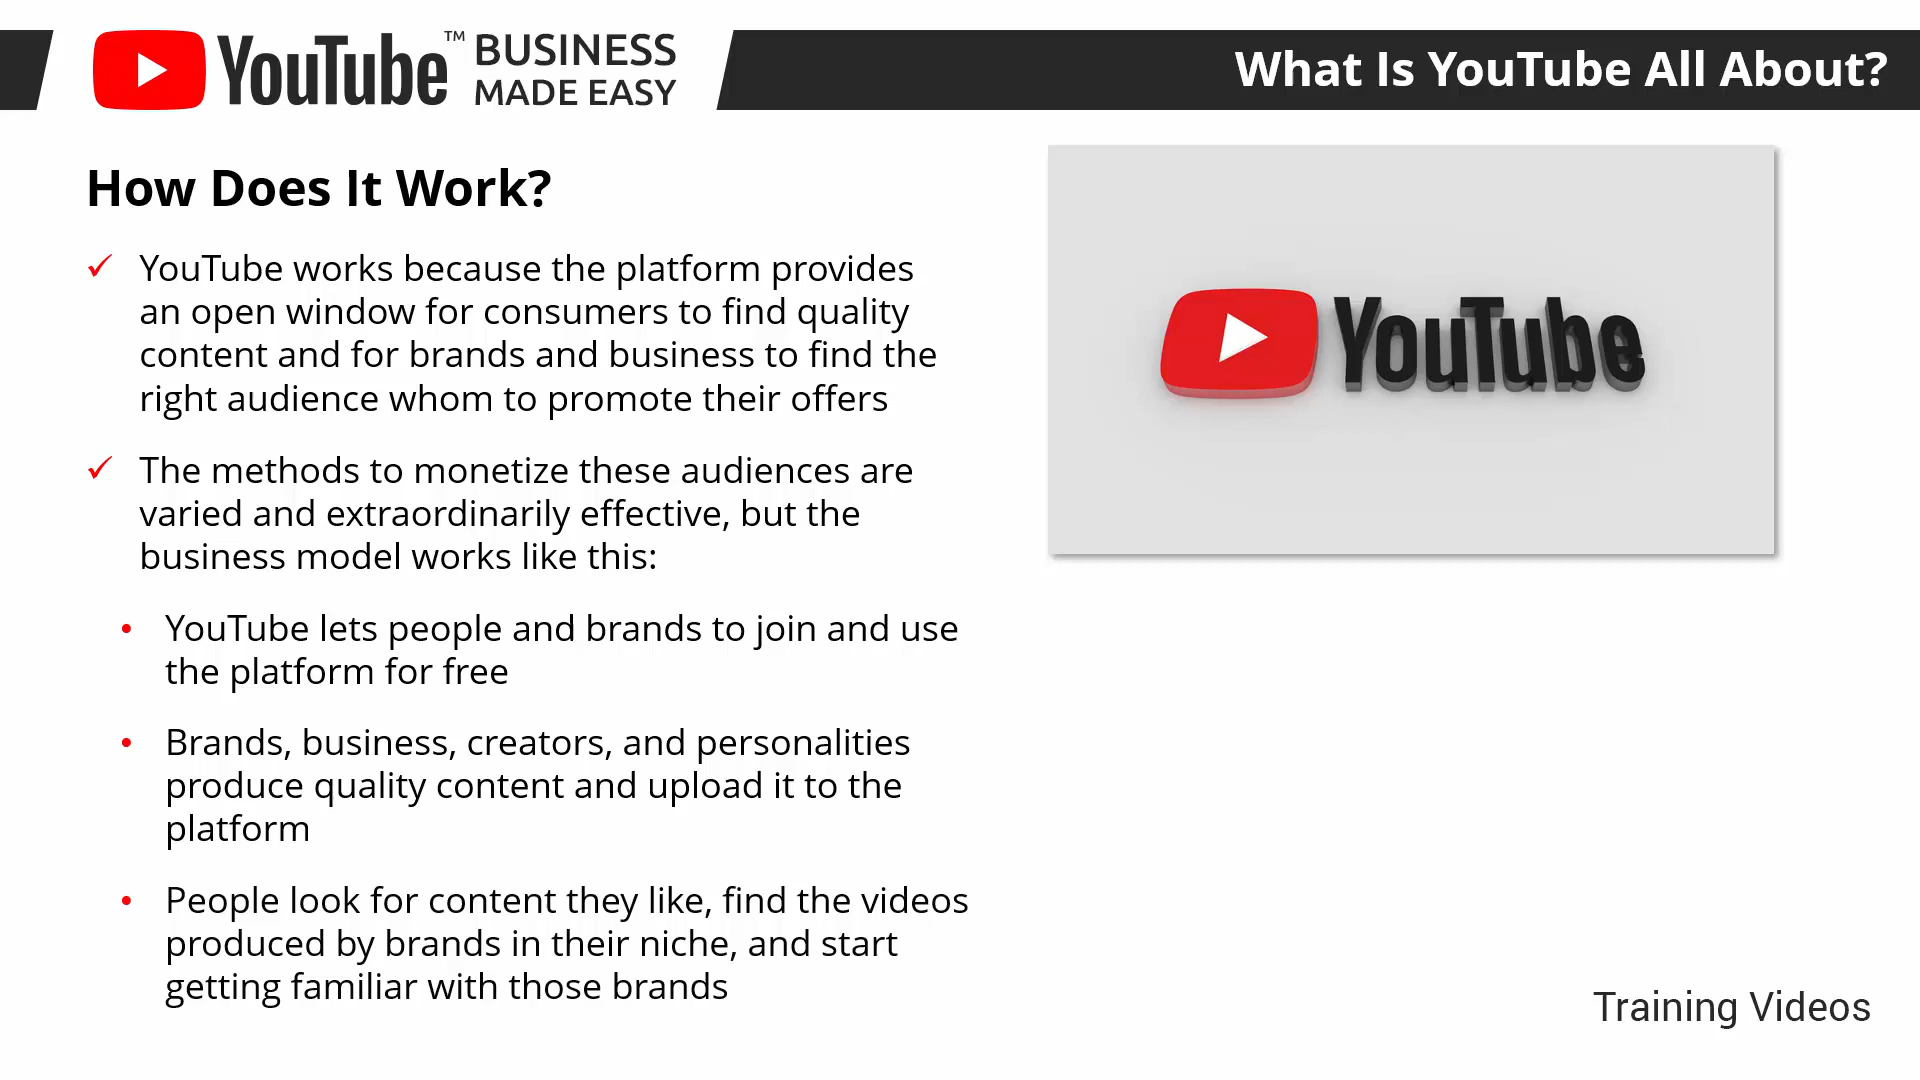 YouTube™ BUSINESS
MADE EASY
What Is YouTube All About?
How Does It Work?
YouTube works because the platform provides
an open window for consumers to find quality
content and for brands and business to find the
right audience whom to promote their offers
The methods to monetize these audiences are
varied and extraordinarily effective, but the
business model works like this:
YouTube lets people and brands to join and use
the platform for free
Brands, business, creators, and personalities
produce quality content and upload it to the
platform
People look for content they like, find the videos
produced by brands in their niche, and start
getting familiar with those brands
YouTube
Training Videos